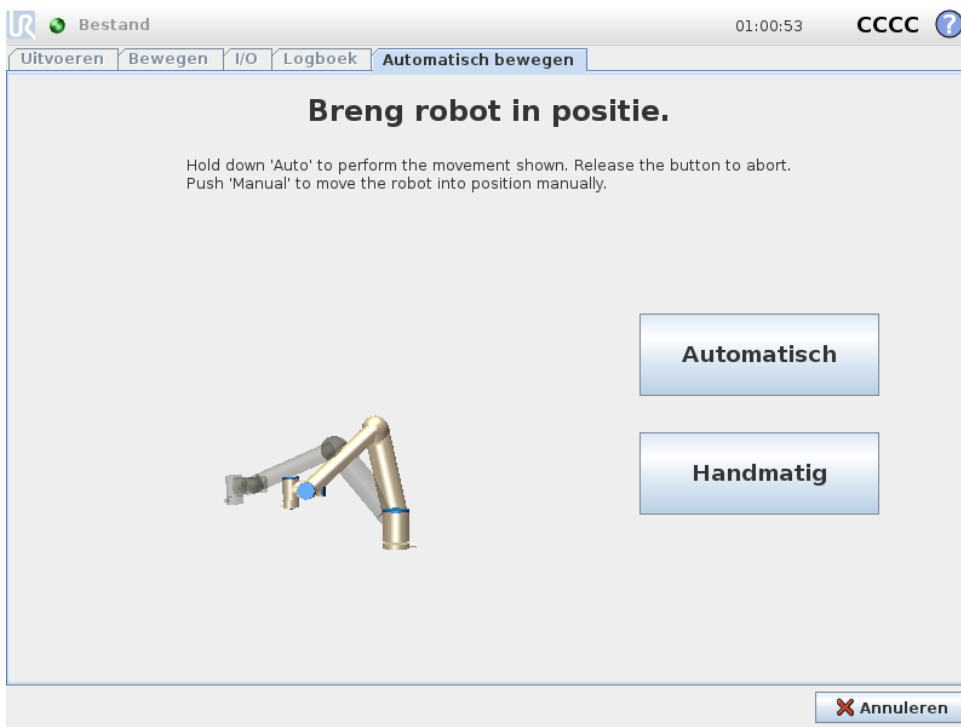 UR Bestand 01:00:53 CCCC ?
Uitvoeren Bewegen I/O Logboek Automatisch bewegen
Breng robot in positie.
Hold down 'Auto' to perform the movement shown. Release the button to abort.
Push 'Manual' to move the robot into position manually.
Automatisch
Handmatig
Annuleren